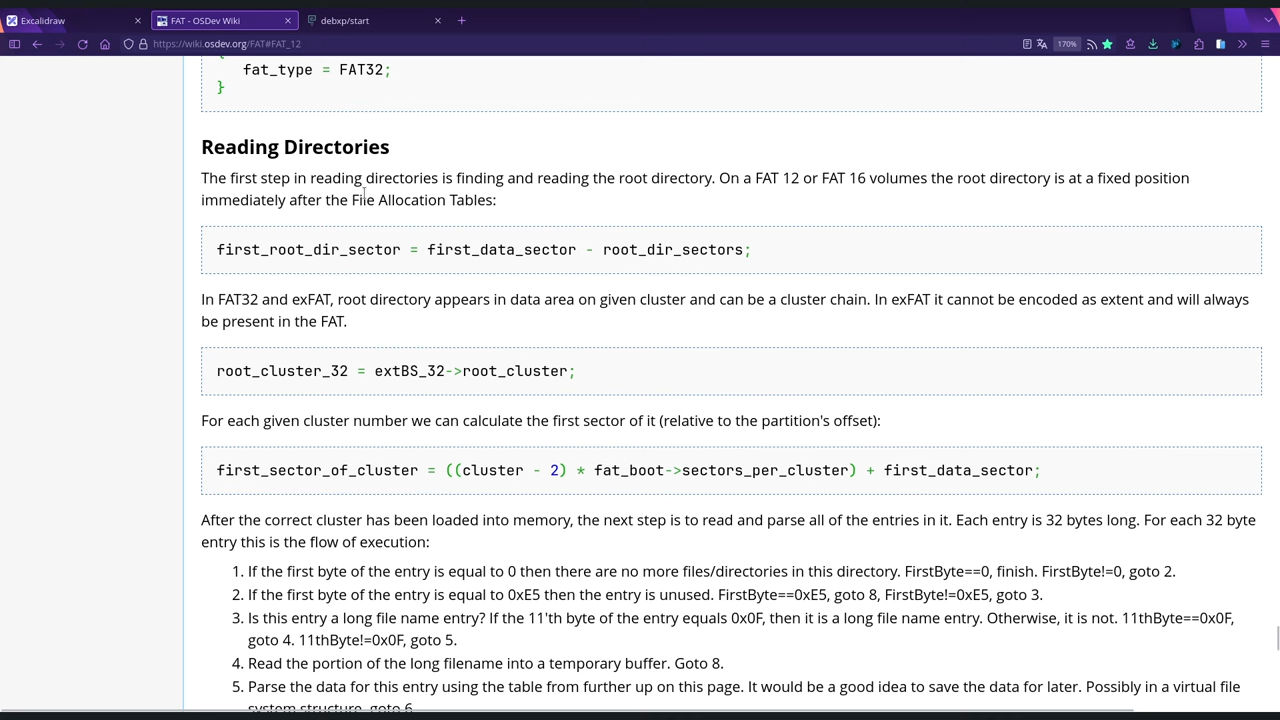 Excalidraw
FAT - OSDev Wiki
debxp/start
https://wiki.osdev.org/FAT#FAT_12
170%
{
fat_type = FAT32;
}
Reading Directories
The first step in reading directories is finding and reading the root directory. On a FAT 12 or FAT 16 volumes the root directory is at a fixed position
immediately after the File Allocation Tables:
first_root_dir_sector = first_data_sector - root_dir_sectors;
In FAT32 and exFAT, root directory appears in data area on given cluster and can be a cluster chain. In exFAT it cannot be encoded as extent and will always
be present in the FAT.
root_cluster_32 = extBS_32->root_cluster;
For each given cluster number we can calculate the first sector of it (relative to the partition's offset):
first_sector_of_cluster = ((cluster - 2) * fat_boot->sectors_per_cluster) + first_data_sector;
After the correct cluster has been loaded into memory, the next step is to read and parse all of the entries in it. Each entry is 32 bytes long. For each 32 byte
entry this is the flow of execution:
1. If the first byte of the entry is equal to 0 then there are no more files/directories in this directory. FirstByte==0, finish. FirstByte!=0, goto 2.
2. If the first byte of the entry is equal to 0xE5 then the entry is unused. FirstByte==0xE5, goto 8, FirstByte!=0xE5, goto 3.
3. Is this entry a long file name entry? If the 11'th byte of the entry equals 0x0F, then it is a long file name entry. Otherwise, it is not. 11thByte==0x0F,
goto 4. 11thByte!=0x0F, goto 5.
4. Read the portion of the long filename into a temporary buffer. Goto 8.
5. Parse the data for this entry using the table from further up on this page. It would be a good idea to save the data for later. Possibly in a virtual file
system structure. goto 6